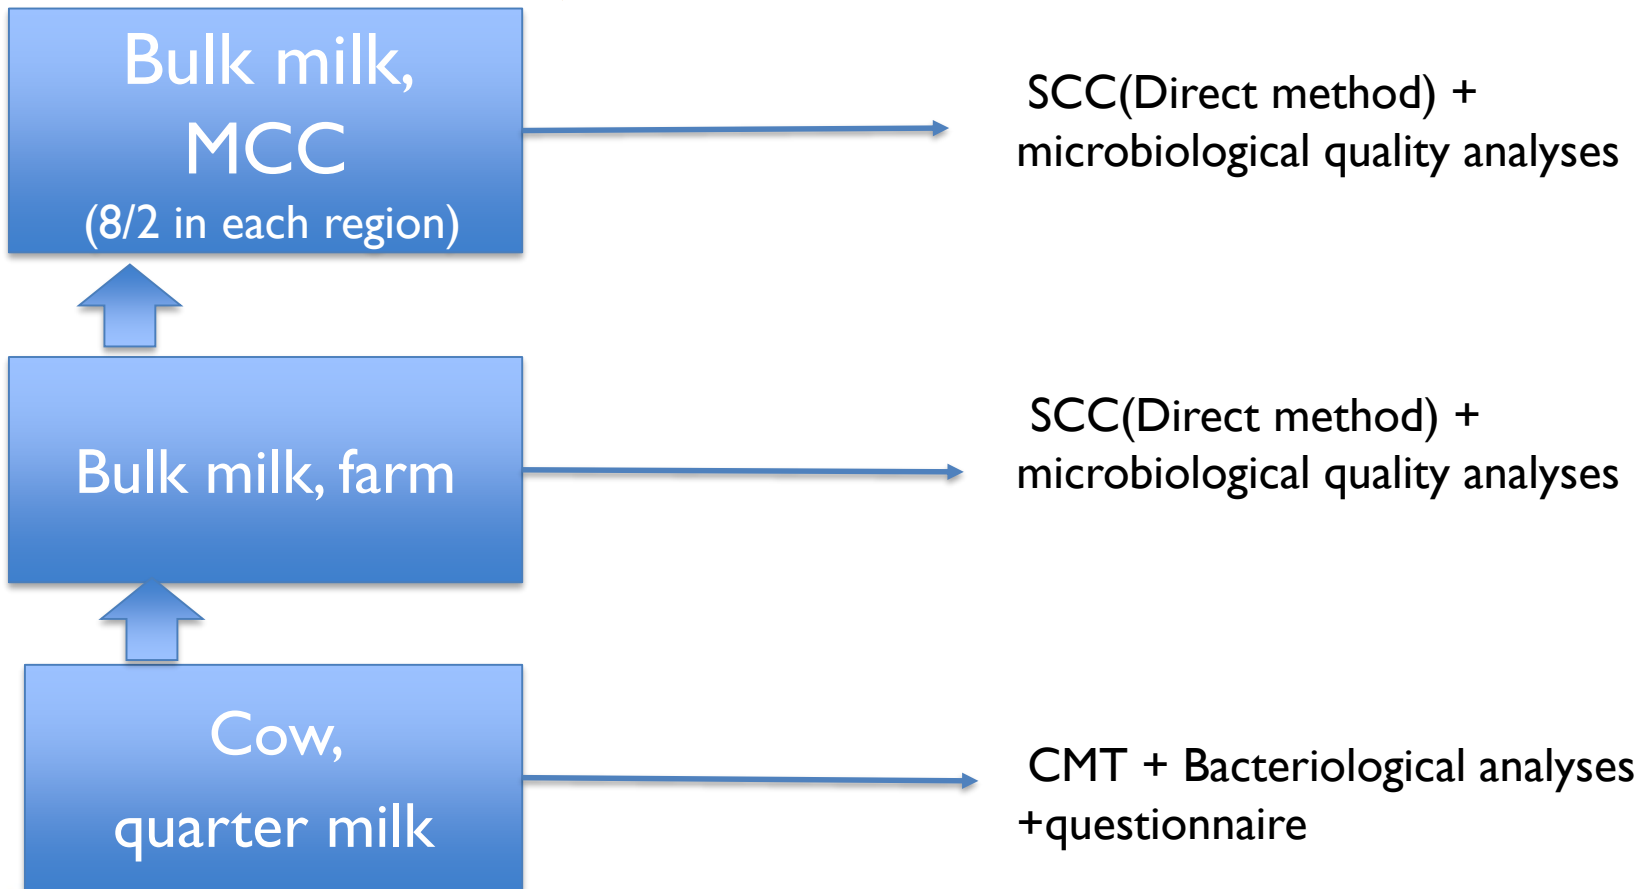 Bulk milk,
MCC
(8/2 in each region)
SCC(Direct method) +
microbiological quality analyses
Bulk milk, farm
SCC(Direct method) +
microbiological quality analyses
Cow,
quarter milk
CMT + Bacteriological analyses
+questionnaire